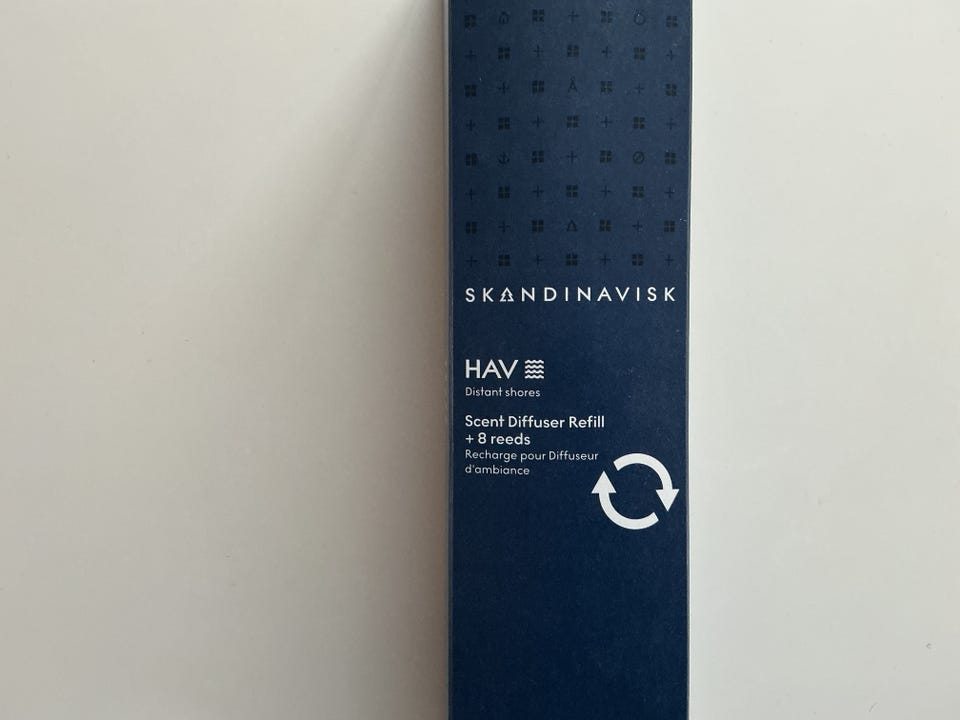 SKANDINAVISK
HAV
Distant shores
Scent Diffuser Refill
+ 8 reeds
Recharge pour Diffuseur
d'ambiance